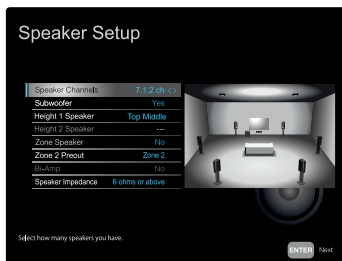 Speaker Setup
Speaker Channels 7.1.2 ch <>
Subwoofer Yes
Height 1 Speaker Top Middle
Height 2 Speaker ---
Zone Speaker No
Zone 2 Preout Zone 2
Bi-Amp No
Speaker Impedance 6 ohms or above
Select how many speakers you have.
ENTER Next